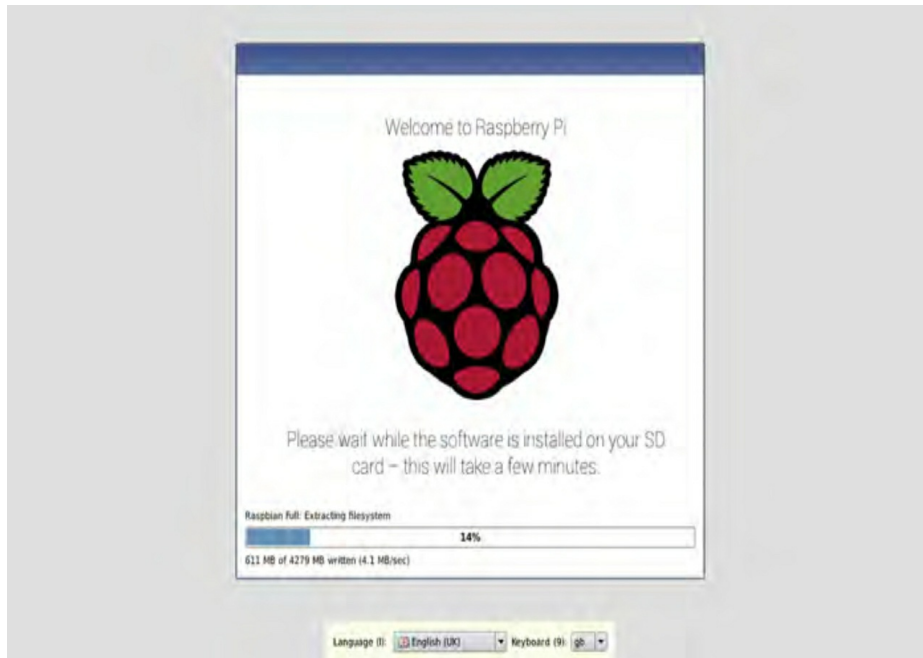 Welcome to Raspberry Pi
Please wait while the software is installed on your SD
card – this will take a few minutes.
Raspbian Full: Extracting filesystem
14%
611 MB of 4279 MB written (4.1 MB/sec)
Language (l): English (UK) Keyboard (9): gb